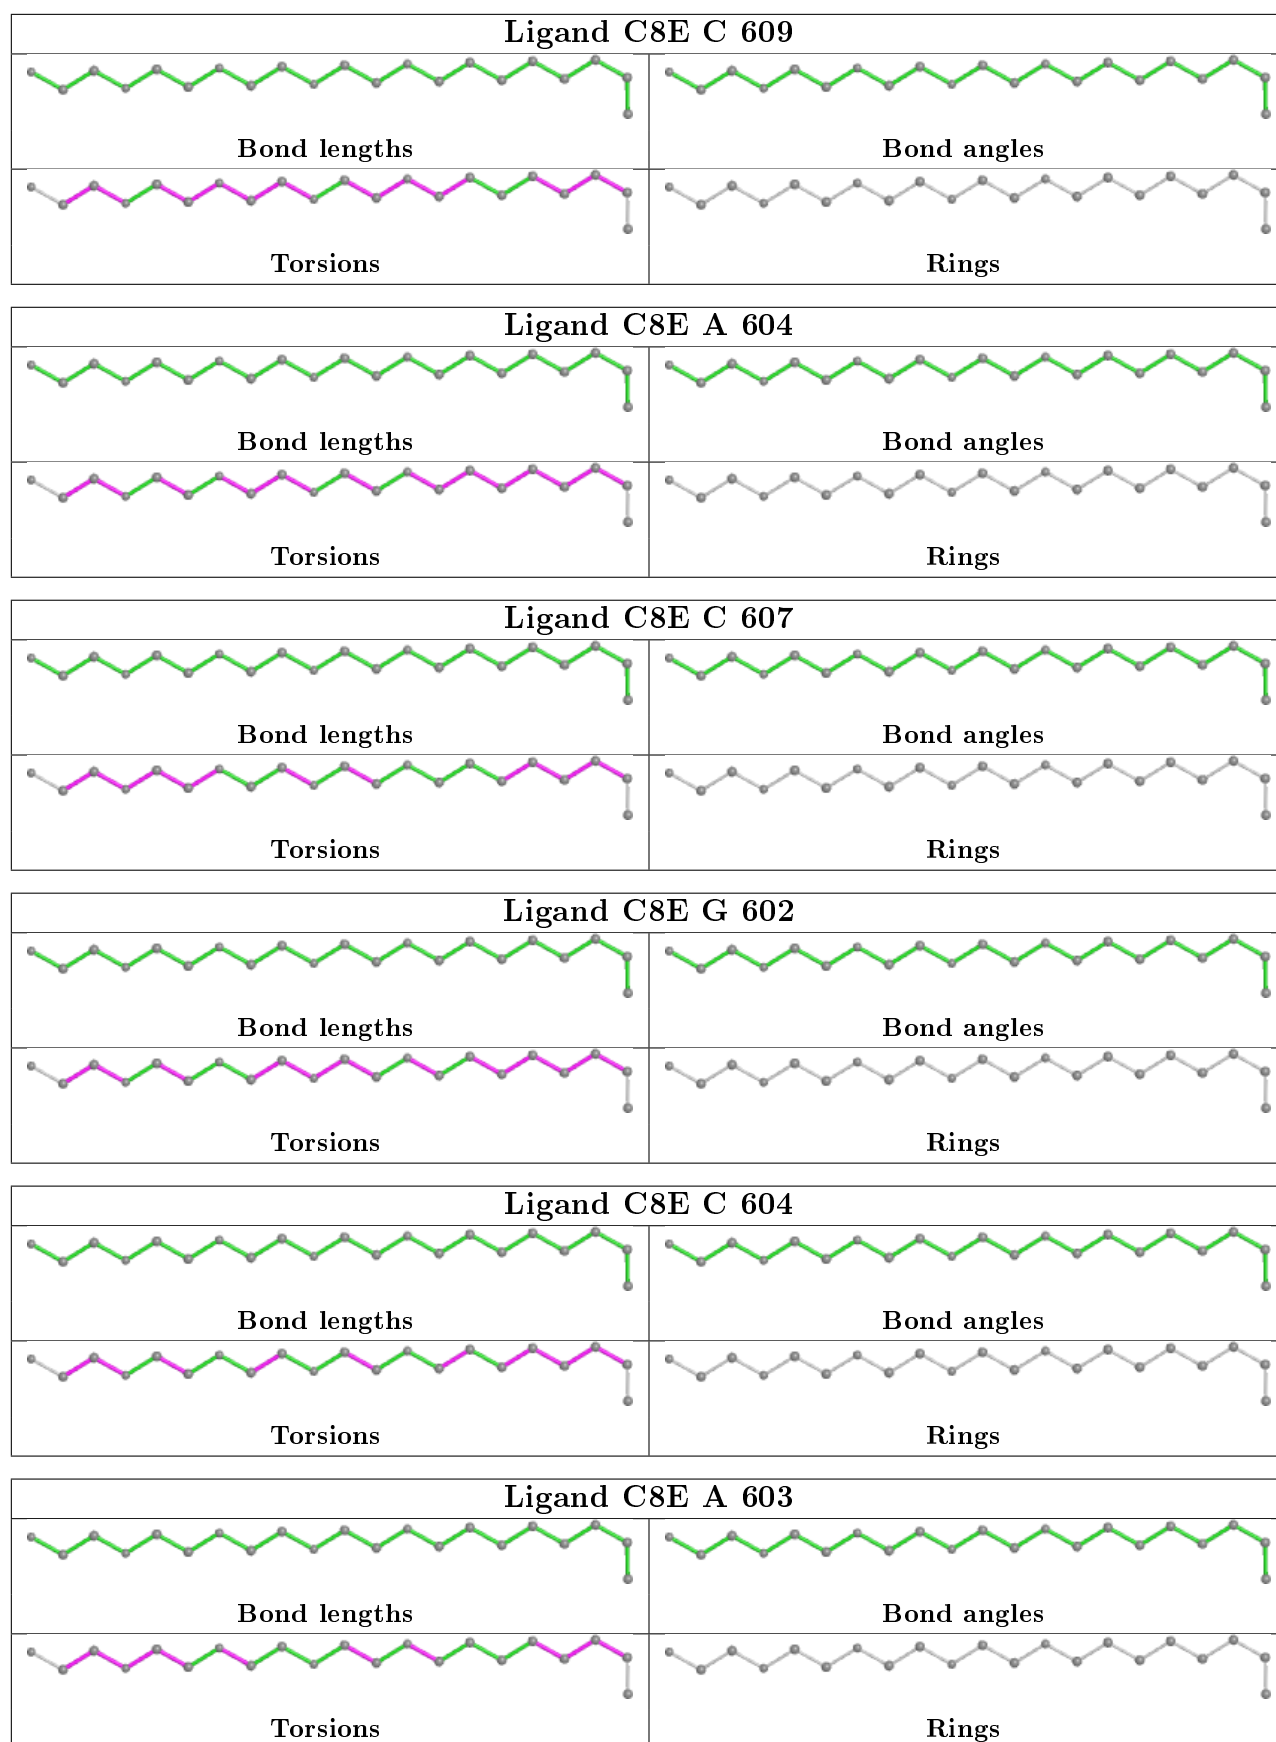 Ligand C8E C 609
Bond lengths Bond angles
Torsions Rings
Ligand C8E A 604
Bond lengths Bond angles
Torsions Rings
Ligand C8E C 607
Bond lengths Bond angles
Torsions Rings
Ligand C8E G 602
Bond lengths Bond angles
Torsions Rings
Ligand C8E C 604
Bond lengths Bond angles
Torsions Rings
Ligand C8E A 603
Bond lengths Bond angles
Torsions Rings